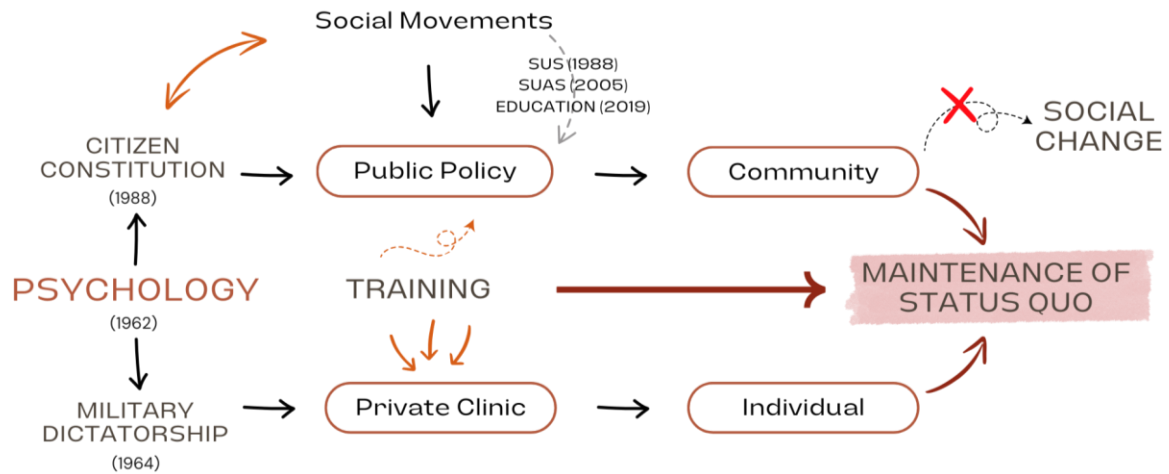 Social Movements
SUS (1988)
SUAS (2005)
EDUCATION (2019)
SOCIAL
CHANGE
CITIZEN
CONSTITUTION
(1988)
Public Policy
Community
PSYCHOLOGY
(1962)
TRAINING
MAINTENANCE OF
STATUS QUO
MILITARY
DICTATORSHIP
(1964)
Private Clinic
Individual